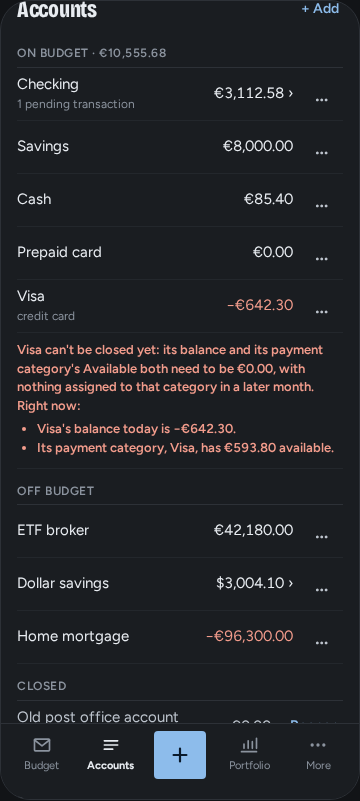 Accounts
+ Add
ON BUDGET · €10,555.68
Checking
€3,112.58 ›
...
1 pending transaction
Savings
€8,000.00
...
Cash
€85.40
...
Prepaid card
€0.00
...
Visa
−€642.30
...
credit card
Visa can't be closed yet: its balance and its payment
category's Available both need to be €0.00, with
nothing assigned to that category in a later month.
Right now:
• Visa's balance today is −€642.30.
• Its payment category, Visa, has €593.80 available.
OFF BUDGET
ETF broker
€42,180.00
...
Dollar savings
$3,004.10 ›
...
Home mortgage
−€96,300.00
...
CLOSED
Old post office account
Budget
Accounts
+
Portfolio
More